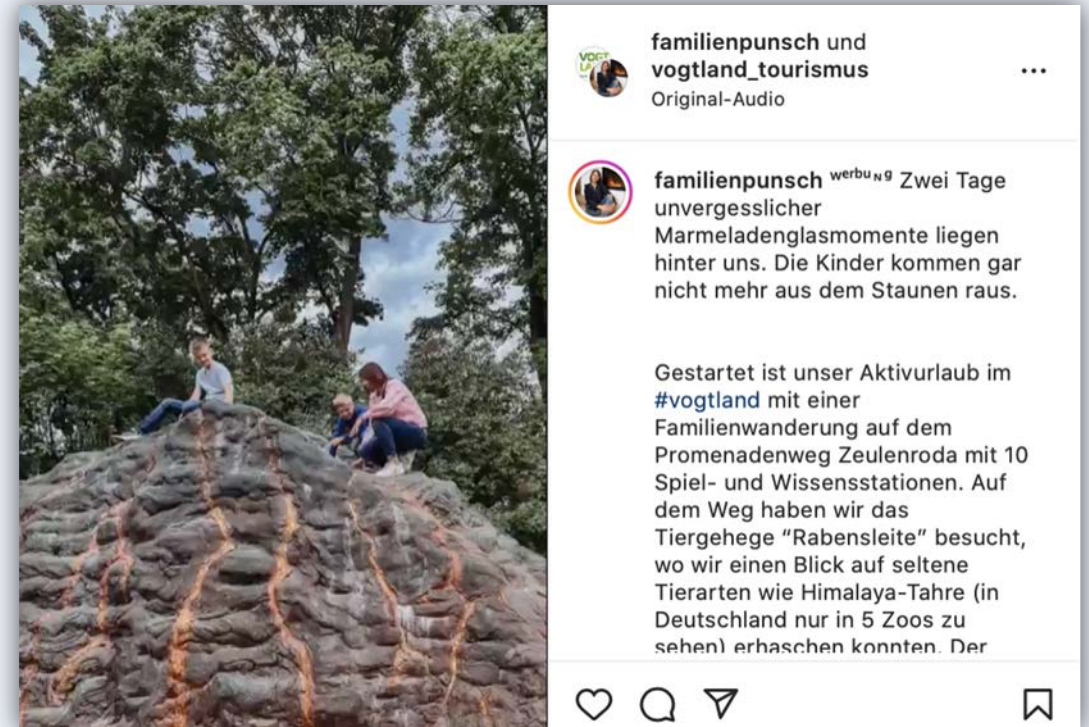 familienpunsch und
vogtland_tourismus
Original-Audio
familienpunsch ʷᵉʳᵇᵘᶰᵍ Zwei Tage
unvergesslicher
Marmeladenglasmomente liegen
hinter uns. Die Kinder kommen gar
nicht mehr aus dem Staunen raus.
Gestartet ist unser Aktivurlaub im
#vogtland mit einer
Familienwanderung auf dem
Promenadenweg Zeulenroda mit 10
Spiel- und Wissensstationen. Auf
dem Weg haben wir das
Tiergehege “Rabensleite” besucht,
wo wir einen Blick auf seltene
Tierarten wie Himalaya-Tahre (in
Deutschland nur in 5 Zoos zu
sehen) erhaschen konnten. Der